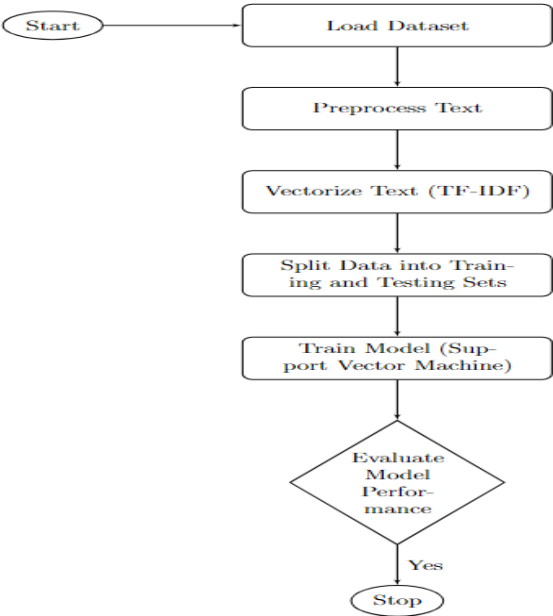 Start
Load Dataset
Preprocess Text
Vectorize Text (TF-IDF)
Split Data into Train-
ing and Testing Sets
Train Model (Sup-
port Vector Machine)
Evaluate
Model
Perfor-
mance
Yes
Stop